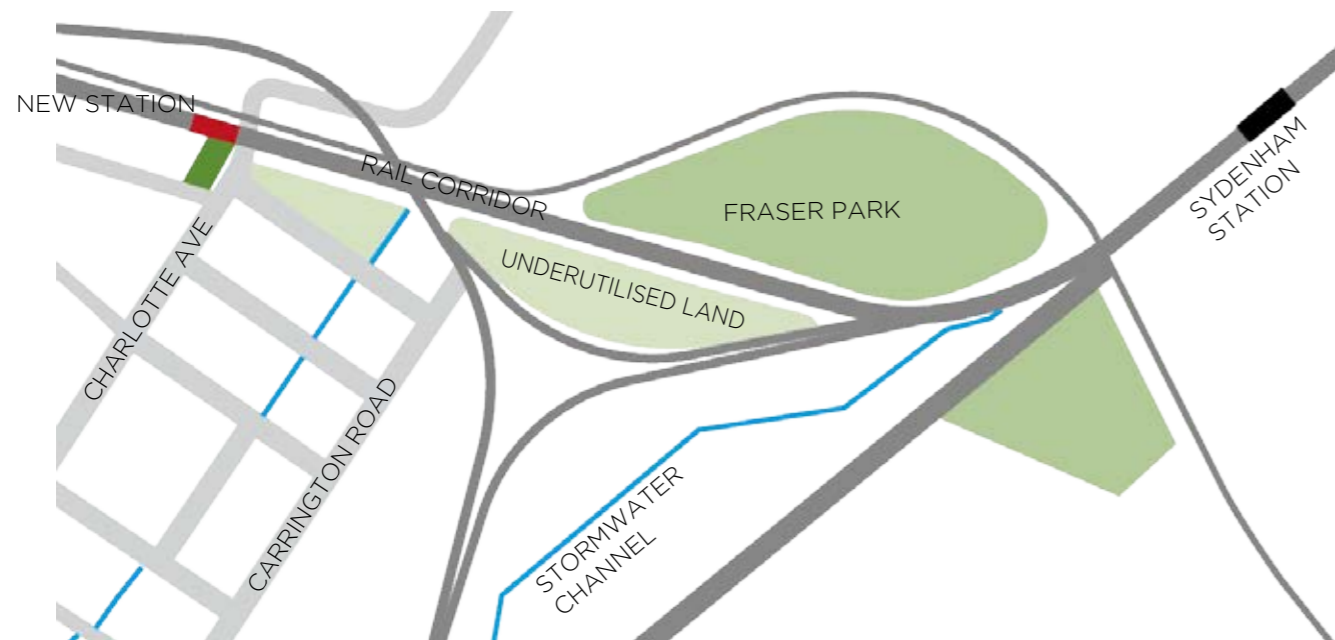 NEW STATION
RAIL CORRIDOR
FRASER PARK
SYDENHAM
STATION
UNDERUTILISED LAND
CHARLOTTE AVE
CARRINGTON ROAD
STORMWATER
CHANNEL